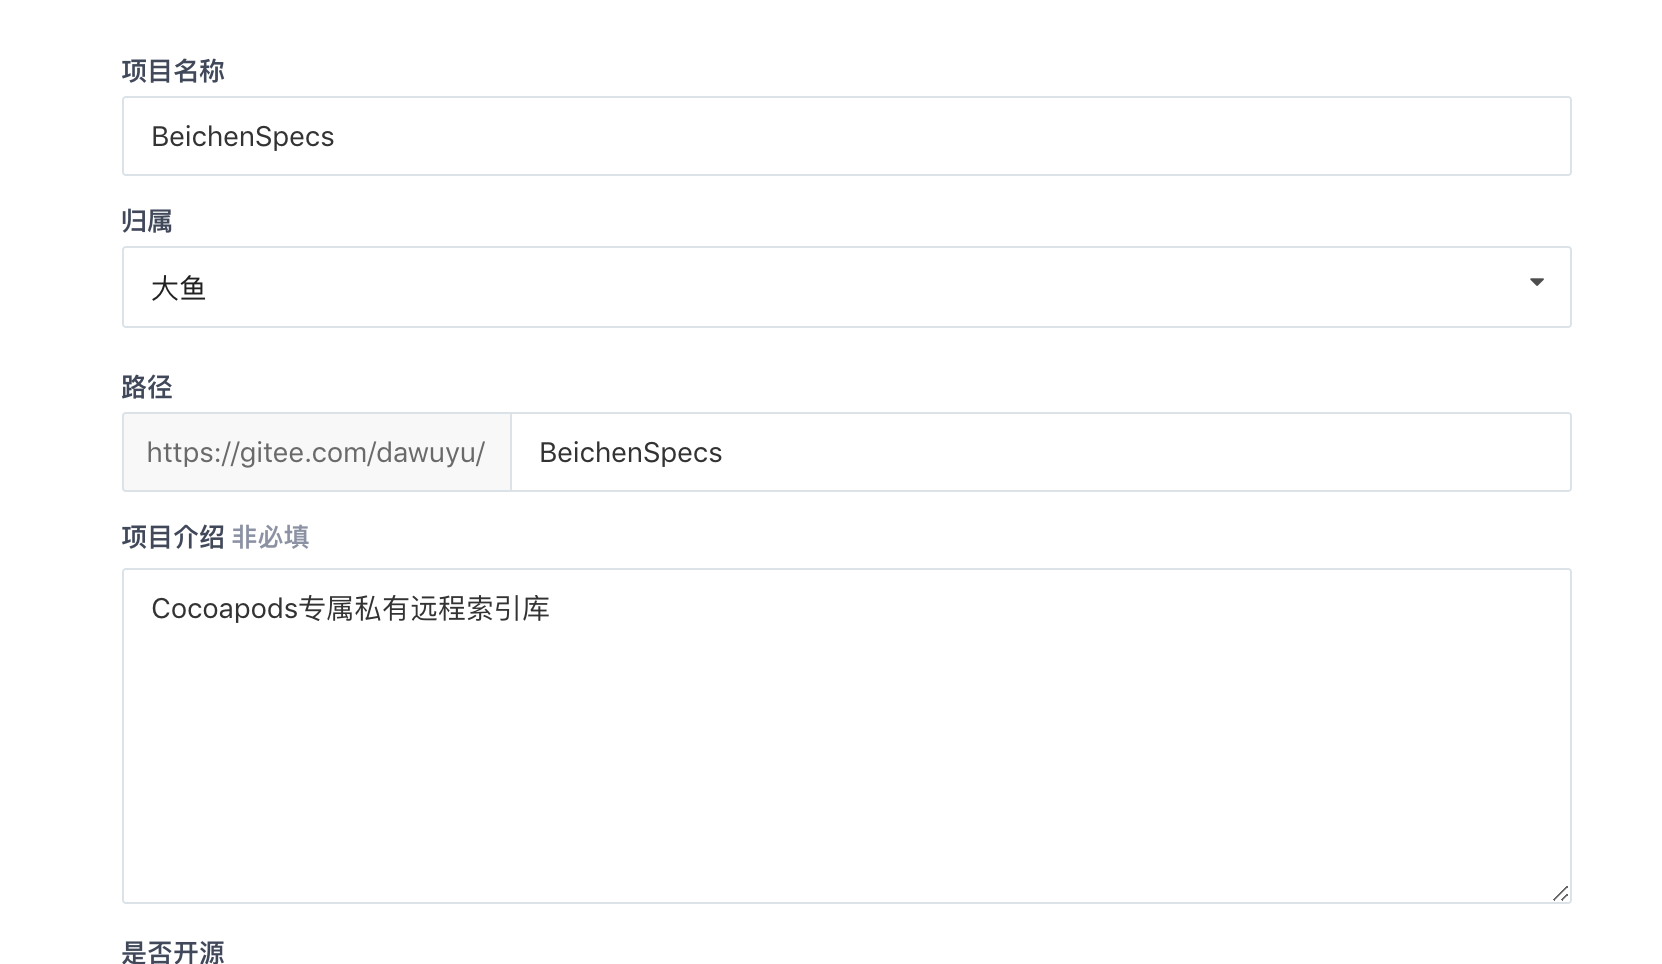 项目名称
BeichenSpecs
归属
大鱼
路径
https://gitee.com/dawuyu/ BeichenSpecs
项目介绍 非必填
Cocoapods专属私有远程索引库
是否开源